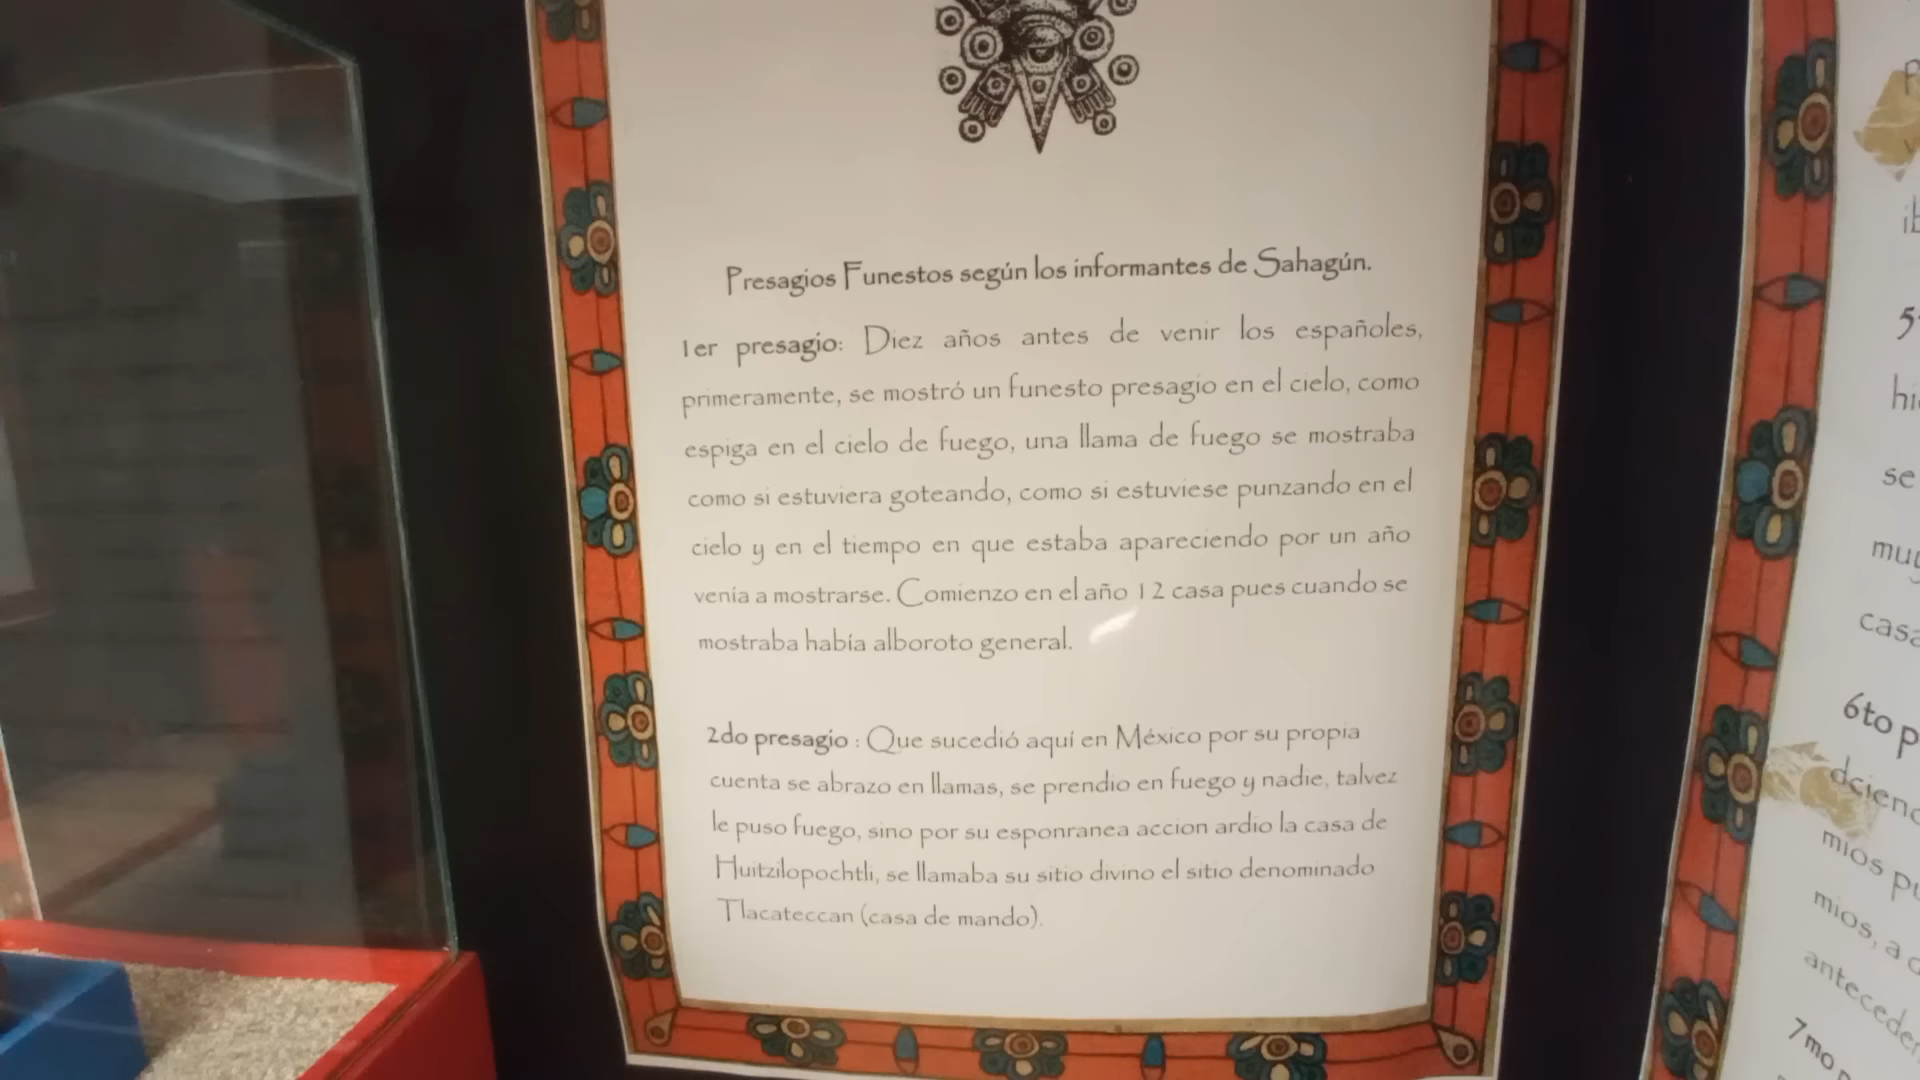 Presagios Funestos según los informantes de Sahagún.
1er presagio: Diez años antes de venir los españoles,
primeramente, se mostró un funesto presagio en el cielo, como
espiga en el cielo de fuego, una llama de fuego se mostraba
como si estuviera goteando, como si estuviese punzando en el
cielo y en el tiempo en que estaba apareciendo por un año
venía a mostrarse. Comienzo en el año 12 casa pues cuando se
mostraba había alboroto general.
2do presagio : Que sucedió aquí en México por su propia
cuenta se abrazo en llamas, se prendio en fuego y nadie, talvez
le puso fuego, sino por su esponranea accion ardio la casa de
Huitzilopochtli, se llamaba su sitio divino el sitio denominado
Tlacateccan (casa de mando).
se
casa
6to p
mios pu
mios, a
7mo